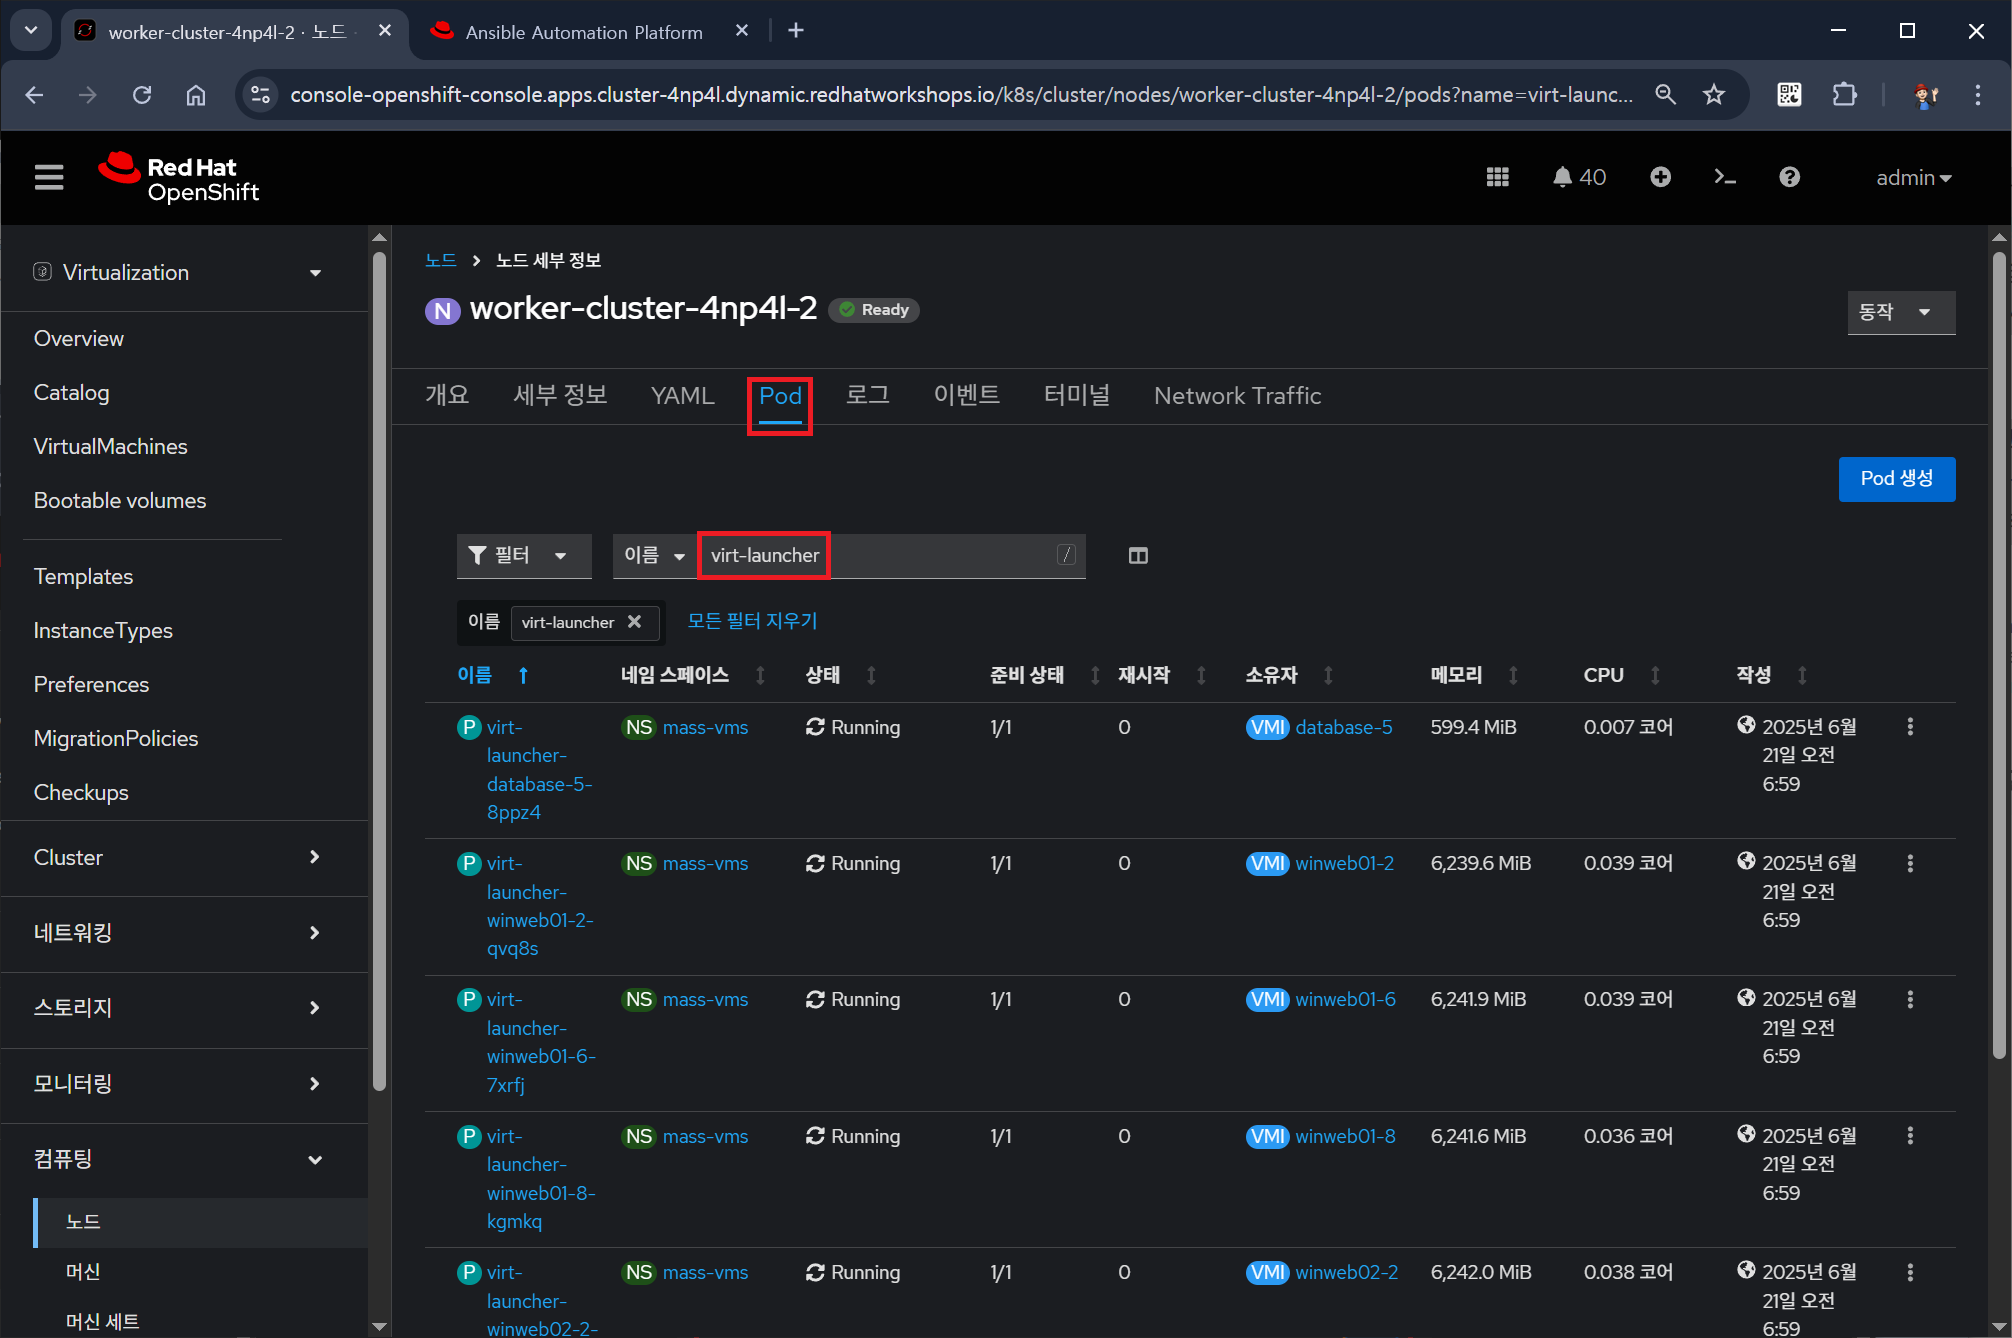 worker-cluster-4np4l-2 · 노드
Ansible Automation Platform
console-openshift-console.apps.cluster-4np4l.dynamic.redhatworkshops.io/k8s/cluster/nodes/worker-cluster-4np4l-2/pods?name=virt-launc...
Red Hat
OpenShift
40
admin
Virtualization
Overview
Catalog
VirtualMachines
Bootable volumes
Templates
InstanceTypes
Preferences
MigrationPolicies
Checkups
Cluster
네트워킹
스토리지
모니터링
컴퓨팅
노드
머신
머신 세트
노드 > 노드 세부 정보
N worker-cluster-4np4l-2 Ready
동작
개요 세부 정보 YAML Pod 로그 이벤트 터미널 Network Traffic
Pod 생성
필터 이름 virt-launcher /
이름 virt-launcher 모든 필터 지우기
이름 네임 스페이스 상태 준비 상태 재시작 소유자 메모리 CPU 작성
P virt- NS mass-vms Running 1/1 0 VMI database-5 599.4 MiB 0.007 코어 2025년 6월
launcher- 21일 오전
database-5- 6:59
8ppz4
P virt- NS mass-vms Running 1/1 0 VMI winweb01-2 6,239.6 MiB 0.039 코어 2025년 6월
launcher- 21일 오전
winweb01-2- 6:59
qvq8s
P virt- NS mass-vms Running 1/1 0 VMI winweb01-6 6,241.9 MiB 0.039 코어 2025년 6월
launcher- 21일 오전
winweb01-6- 6:59
7xrfj
P virt- NS mass-vms Running 1/1 0 VMI winweb01-8 6,241.6 MiB 0.036 코어 2025년 6월
launcher- 21일 오전
winweb01-8- 6:59
kgmkq
P virt- NS mass-vms Running 1/1 0 VMI winweb02-2 6,242.0 MiB 0.038 코어 2025년 6월
launcher- 21일 오전
winweb02-2- 6:59